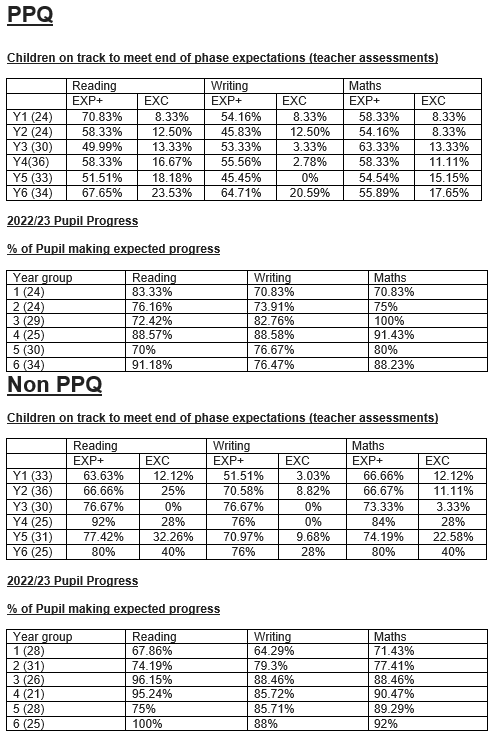 PPQ
Children on track to meet end of phase expectations (teacher assessments)
Reading Writing Maths
EXP+ EXC EXP+ EXC EXP+ EXC
Y1 (24) 70.83% 8.33% 54.16% 8.33% 58.33% 8.33%
Y2 (24) 58.33% 12.50% 45.83% 12.50% 54.16% 8.33%
Y3 (30) 49.99% 13.33% 53.33% 3.33% 63.33% 13.33%
Y4(36) 58.33% 16.67% 55.56% 2.78% 58.33% 11.11%
Y5 (33) 51.51% 18.18% 45.45% 0% 54.54% 15.15%
Y6 (34) 67.65% 23.53% 64.71% 20.59% 55.89% 17.65%
2022/23 Pupil Progress
% of Pupil making expected progress
Year group Reading Writing Maths
1 (24) 83.33% 70.83% 70.83%
2 (24) 76.16% 73.91% 75%
3 (29) 72.42% 82.76% 100%
4 (25) 88.57% 88.58% 91.43%
5 (30) 70% 76.67% 80%
6 (34) 91.18% 76.47% 88.23%
Non PPQ
Children on track to meet end of phase expectations (teacher assessments)
Reading Writing Maths
EXP+ EXC EXP+ EXC EXP+ EXC
Y1 (33) 63.63% 12.12% 51.51% 3.03% 66.66% 12.12%
Y2 (36) 66.66% 25% 70.58% 8.82% 66.67% 11.11%
Y3 (30) 76.67% 0% 76.67% 0% 73.33% 3.33%
Y4 (25) 92% 28% 76% 0% 84% 28%
Y5 (31) 77.42% 32.26% 70.97% 9.68% 74.19% 22.58%
Y6 (25) 80% 40% 76% 28% 80% 40%
2022/23 Pupil Progress
% of Pupil making expected progress
Year group Reading Writing Maths
1 (28) 67.86% 64.29% 71.43%
2 (31) 74.19% 79.3% 77.41%
3 (26) 96.15% 88.46% 88.46%
4 (21) 95.24% 85.72% 90.47%
5 (28) 75% 85.71% 89.29%
6 (25) 100% 88% 92%